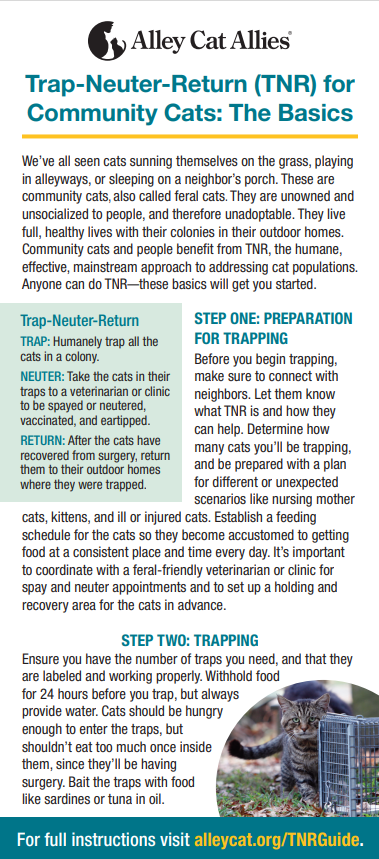 Alley Cat Allies®
Trap-Neuter-Return (TNR) for
Community Cats: The Basics
We've all seen cats sunning themselves on the grass, playing
in alleyways, or sleeping on a neighbor's porch. These are
community cats, also called feral cats. They are unowned and
unsocialized to people, and therefore unadoptable. They live
full, healthy lives with their colonies in their outdoor homes.
Community cats and people benefit from TNR, the humane,
effective, mainstream approach to addressing cat populations.
Anyone can do TNR—these basics will get you started.
Trap-Neuter-Return
TRAP: Humanely trap all the
cats in a colony.
NEUTER: Take the cats in their
traps to a veterinarian or clinic
to be spayed or neutered,
vaccinated, and eartipped.
RETURN: After the cats have
recovered from surgery, return
them to their outdoor homes
where they were trapped.
STEP ONE: PREPARATION
FOR TRAPPING
Before you begin trapping,
make sure to connect with
neighbors. Let them know
what TNR is and how they
can help. Determine how
many cats you'll be trapping,
and be prepared with a plan
for different or unexpected
scenarios like nursing mother
cats, kittens, and ill or injured cats. Establish a feeding
schedule for the cats so they become accustomed to getting
food at a consistent place and time every day. It's important
to coordinate with a feral-friendly veterinarian or clinic for
spay and neuter appointments and to set up a holding and
recovery area for the cats in advance.
STEP TWO: TRAPPING
Ensure you have the number of traps you need, and that they
are labeled and working properly. Withhold food
for 24 hours before you trap, but always
provide water. Cats should be hungry
enough to enter the traps, but
shouldn't eat too much once inside
them, since they'll be having
surgery. Bait the traps with food
like sardines or tuna in oil.
For full instructions visit alleycat.org/TNRGuide.